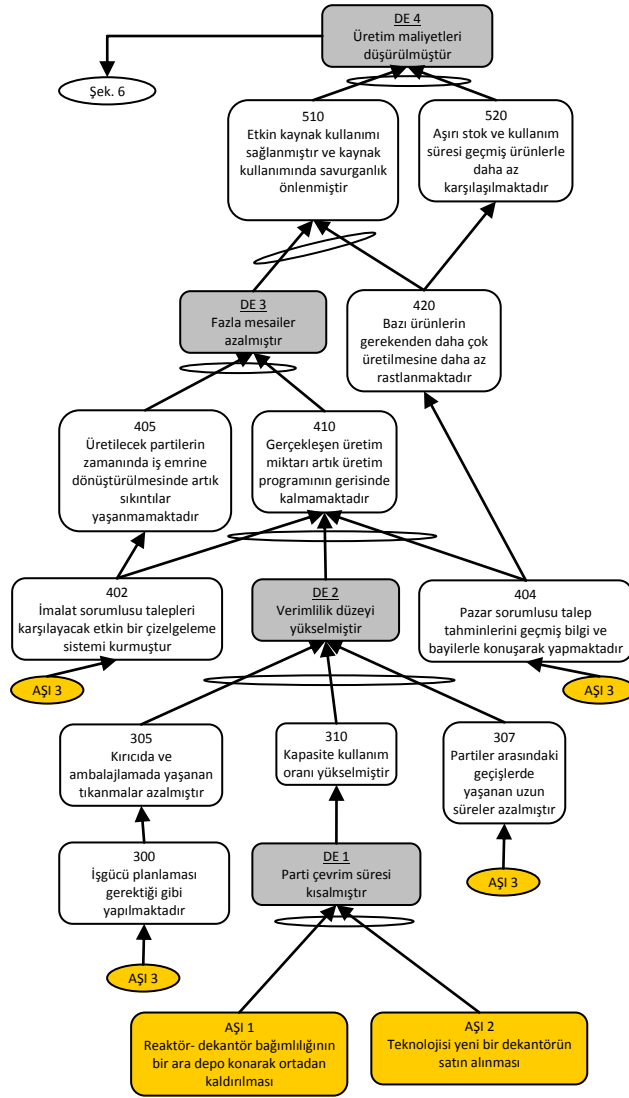 DE 4
Üretim maliyetleri
düşürülmüştür
Şek. 6
510
Etkin kaynak kullanımı
sağlanmıştır ve kaynak
kullanımında savurganlık
önlenmiştir
520
Aşırı stok ve kullanım
süresi geçmiş ürünlerle
daha az
karşılaşılmaktadır
DE 3
Fazla mesailer
azalmıştır
420
Bazı ürünlerin
gerekenden daha çok
üretilmesine daha az
rastlanmaktadır
405
Üretilecek partilerin
zamanında iş emrine
dönüştürülmesinde artık
sıkıntılar
yaşanmamaktadır
410
Gerçekleşen üretim
miktarı artık üretim
programının gerisinde
kalmamaktadır
402
İmalat sorumlusu talepleri
karşılayacak etkin bir çizelgeleme
sistemi kurmuştur
DE 2
Verimlilik düzeyi
yükselmiştir
404
Pazar sorumlusu talep
tahminlerini geçmiş bilgi ve
bayilerle konuşarak yapmaktadır
AŞI 3
AŞI 3
305
Kırıcıda ve
ambalajlamada yaşanan
tıkanmalar azalmıştır
310
Kapasite kullanım
oranı yükselmiştir
307
Partiler arasındaki
geçişlerde
yaşanan uzun
süreler azalmıştır
300
İşgücü planlaması
gerektiği gibi
yapılmaktadır
DE 1
Parti çevrim süresi
kısalmıştır
AŞI 3
AŞI 3
AŞI 1
Reaktör- dekantör bağımlılığının
bir ara depo konarak ortadan
kaldırılması
AŞI 2
Teknolojisi yeni bir dekantörün
satın alınması